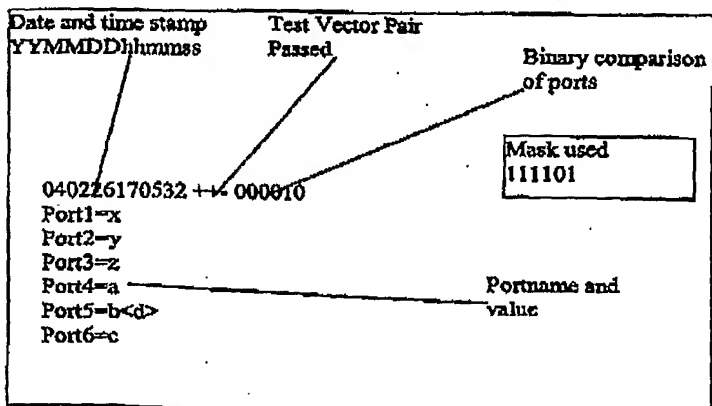 Date and time stamp
YYMMDDhhmmss
Test Vector Pair
Passed
Binary comparison
of ports
Mask used
111101
040226170532 ++- 000010
Port1=x
Port2=y
Port3=z
Port4=a
Port5=b<d>
Port6=c
Portname and
value